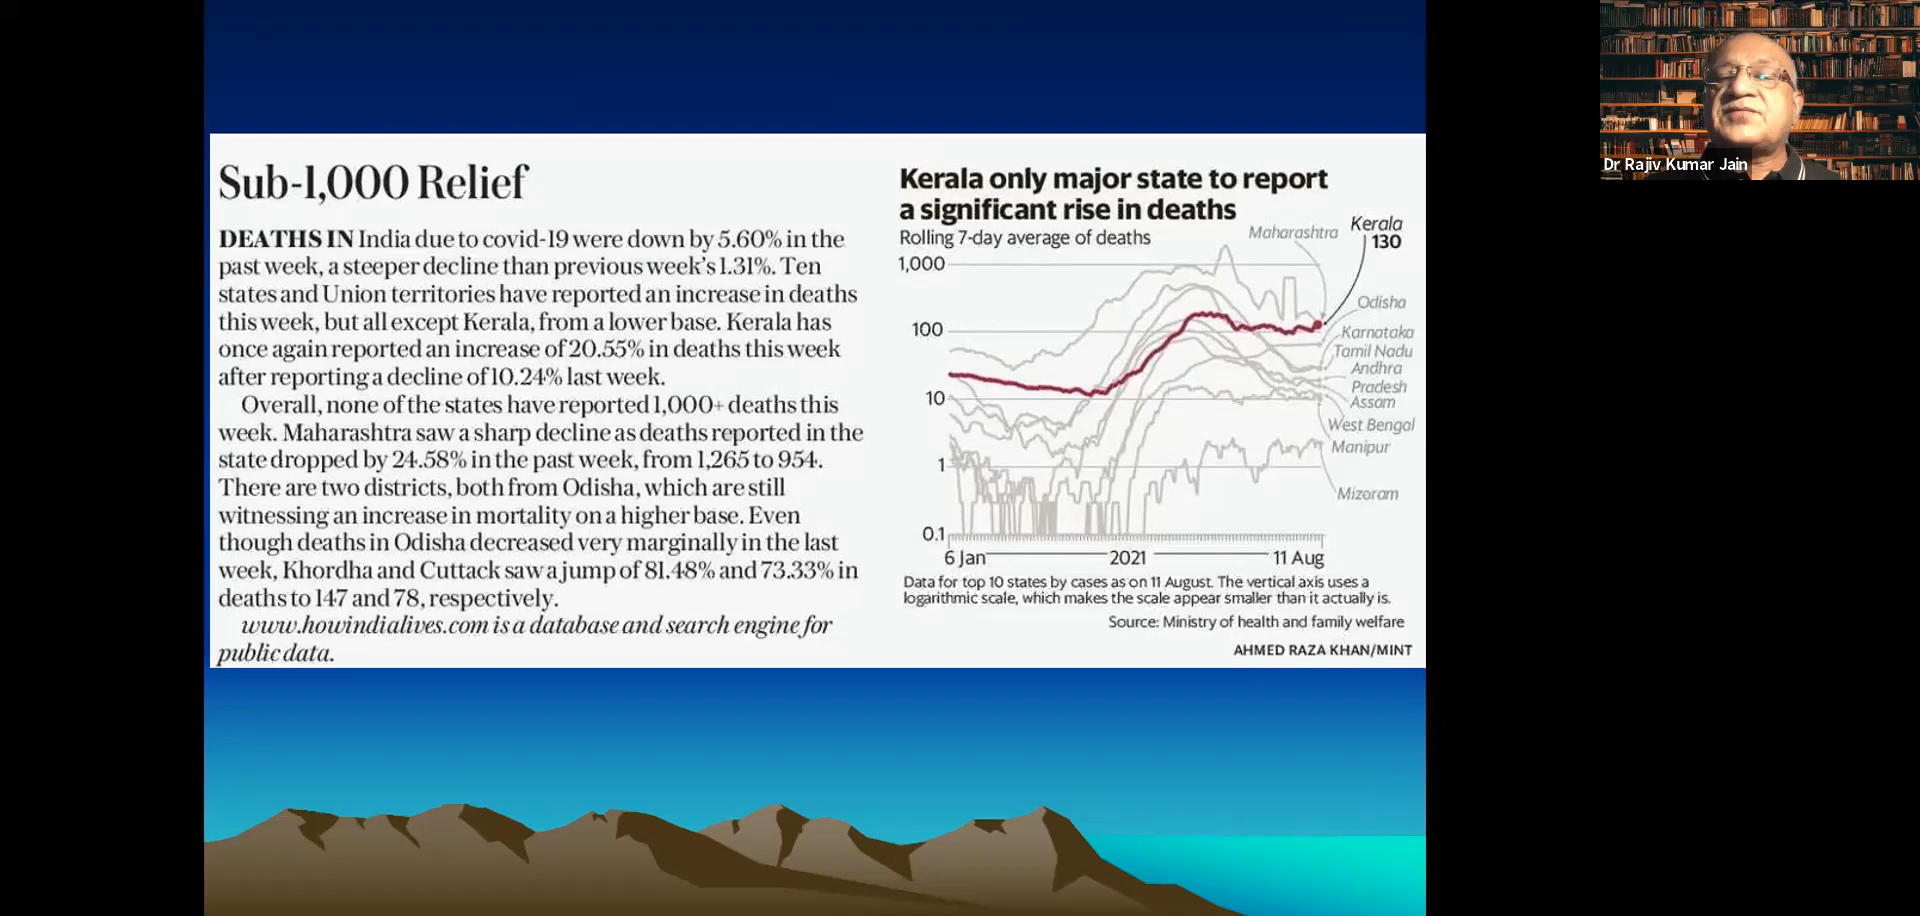 Sub-1,000 Relief
DEATHS IN India due to covid-19 were down by 5.60% in the
past week, a steeper decline than previous week's 1.31%. Ten
states and Union territories have reported an increase in deaths
this week, but all except Kerala, from a lower base. Kerala has
once again reported an increase of 20.55% in deaths this week
after reporting a decline of 10.24% last week.
Overall, none of the states have reported 1,000+ deaths this
week. Maharashtra saw a sharp decline as deaths reported in the
state dropped by 24.58% in the past week, from 1,265 to 954.
There are two districts, both from Odisha, which are still
witnessing an increase in mortality on a higher base. Even
though deaths in Odisha decreased very marginally in the last
week, Khordha and Cuttack saw a jump of 81.48% and 73.33% in
deaths to 147 and 78, respectively.
www.howindialives.com is a database and search engine for
public data.
Kerala only major state to report
a significant rise in deaths
Rolling 7-day average of deaths
Maharashtra
Kerala
130
1,000
100
10
1
0.1
Odisha
Karnataka
Tamil Nadu
Andhra
Pradesh
Assam
West Bengal
Manipur
Mizoram
6 Jan 2021 11 Aug
Data for top 10 states by cases as on 11 August. The vertical axis uses a
logarithmic scale, which makes the scale appear smaller than it actually is.
Source: Ministry of health and family welfare
AHMED RAZA KHAN/MINT
Dr Rajiv Kumar Jain